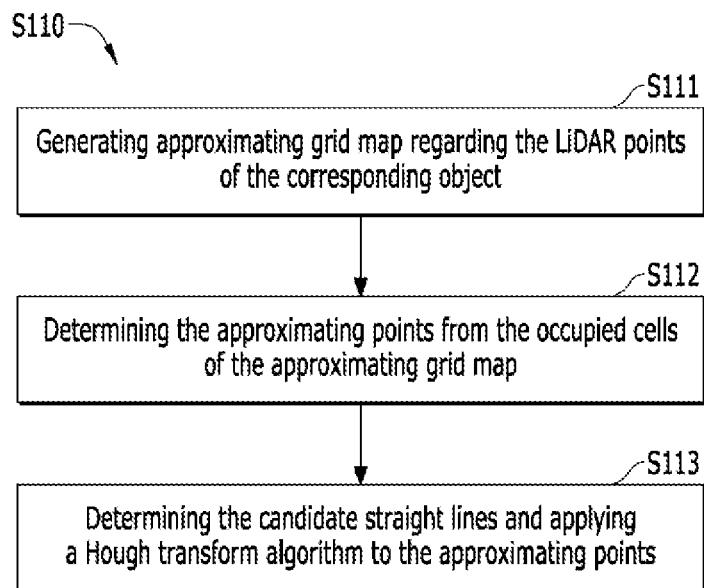 S110
S111
Generating approximating grid map regarding the LiDAR points
of the corresponding object
S112
Determining the approximating points from the occupied cells
of the approximating grid map
S113
Determining the candidate straight lines and applying
a Hough transform algorithm to the approximating points